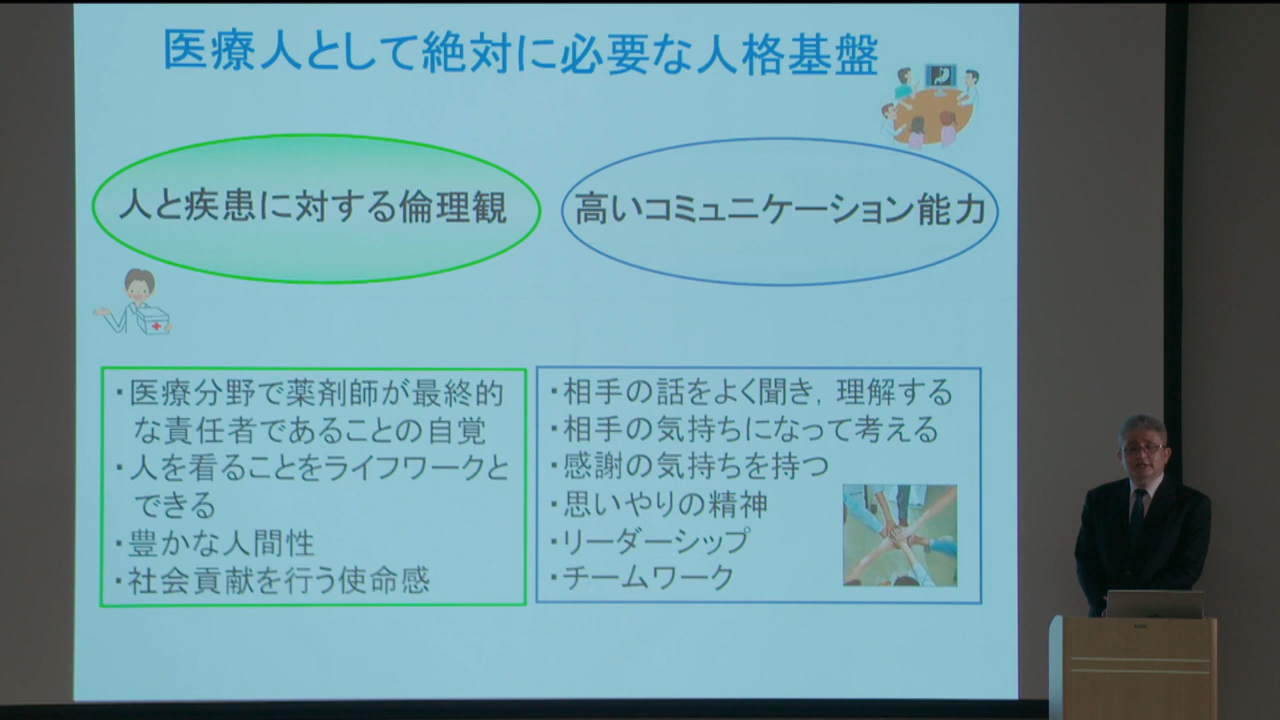 医療人として絶対に必要な人格基盤
人と疾患に対する倫理観
高いコミュニケーション能力
・医療分野で薬剤師が最終的
な責任者であることの自覚
・人を看ることをライフワークと
できる
・豊かな人間性
・社会貢献を行う使命感
・相手の話をよく聞き，理解する
・相手の気持ちになって考える
・感謝の気持ちを持つ
・思いやりの精神
・リーダーシップ
・チームワーク